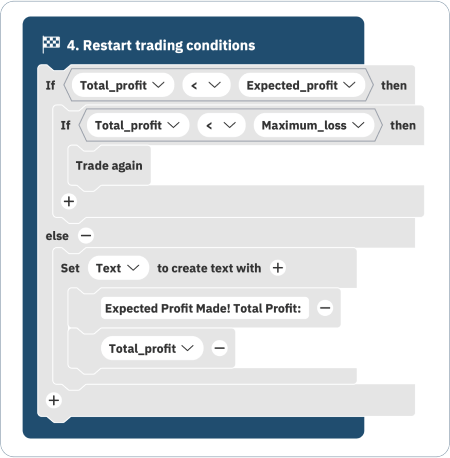 4. Restart trading conditions
If Total_profit < Expected_profit then
If Total_profit < Maximum_loss then
Trade again
+
else −
Set Text to create text with +
Expected Profit Made! Total Profit: −
Total_profit −
+